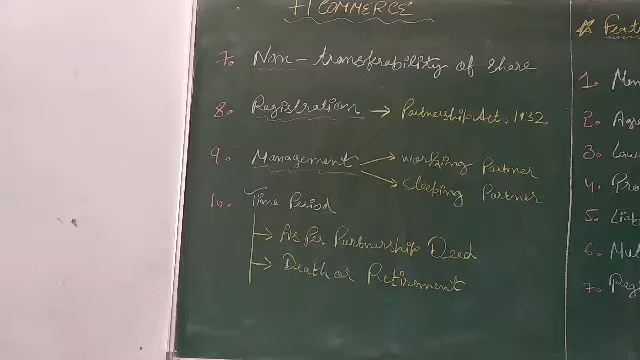 +1 COMMERCE
7. Non-transferability of share
8. Registration → Partnership Act, 1932.
9. Management → working Partner
→ sleeping Partner
10. Time Period
→ As per Partnership Deed
→ Death or Retirement
1.
2.
3.
4.
5.
6.
7.